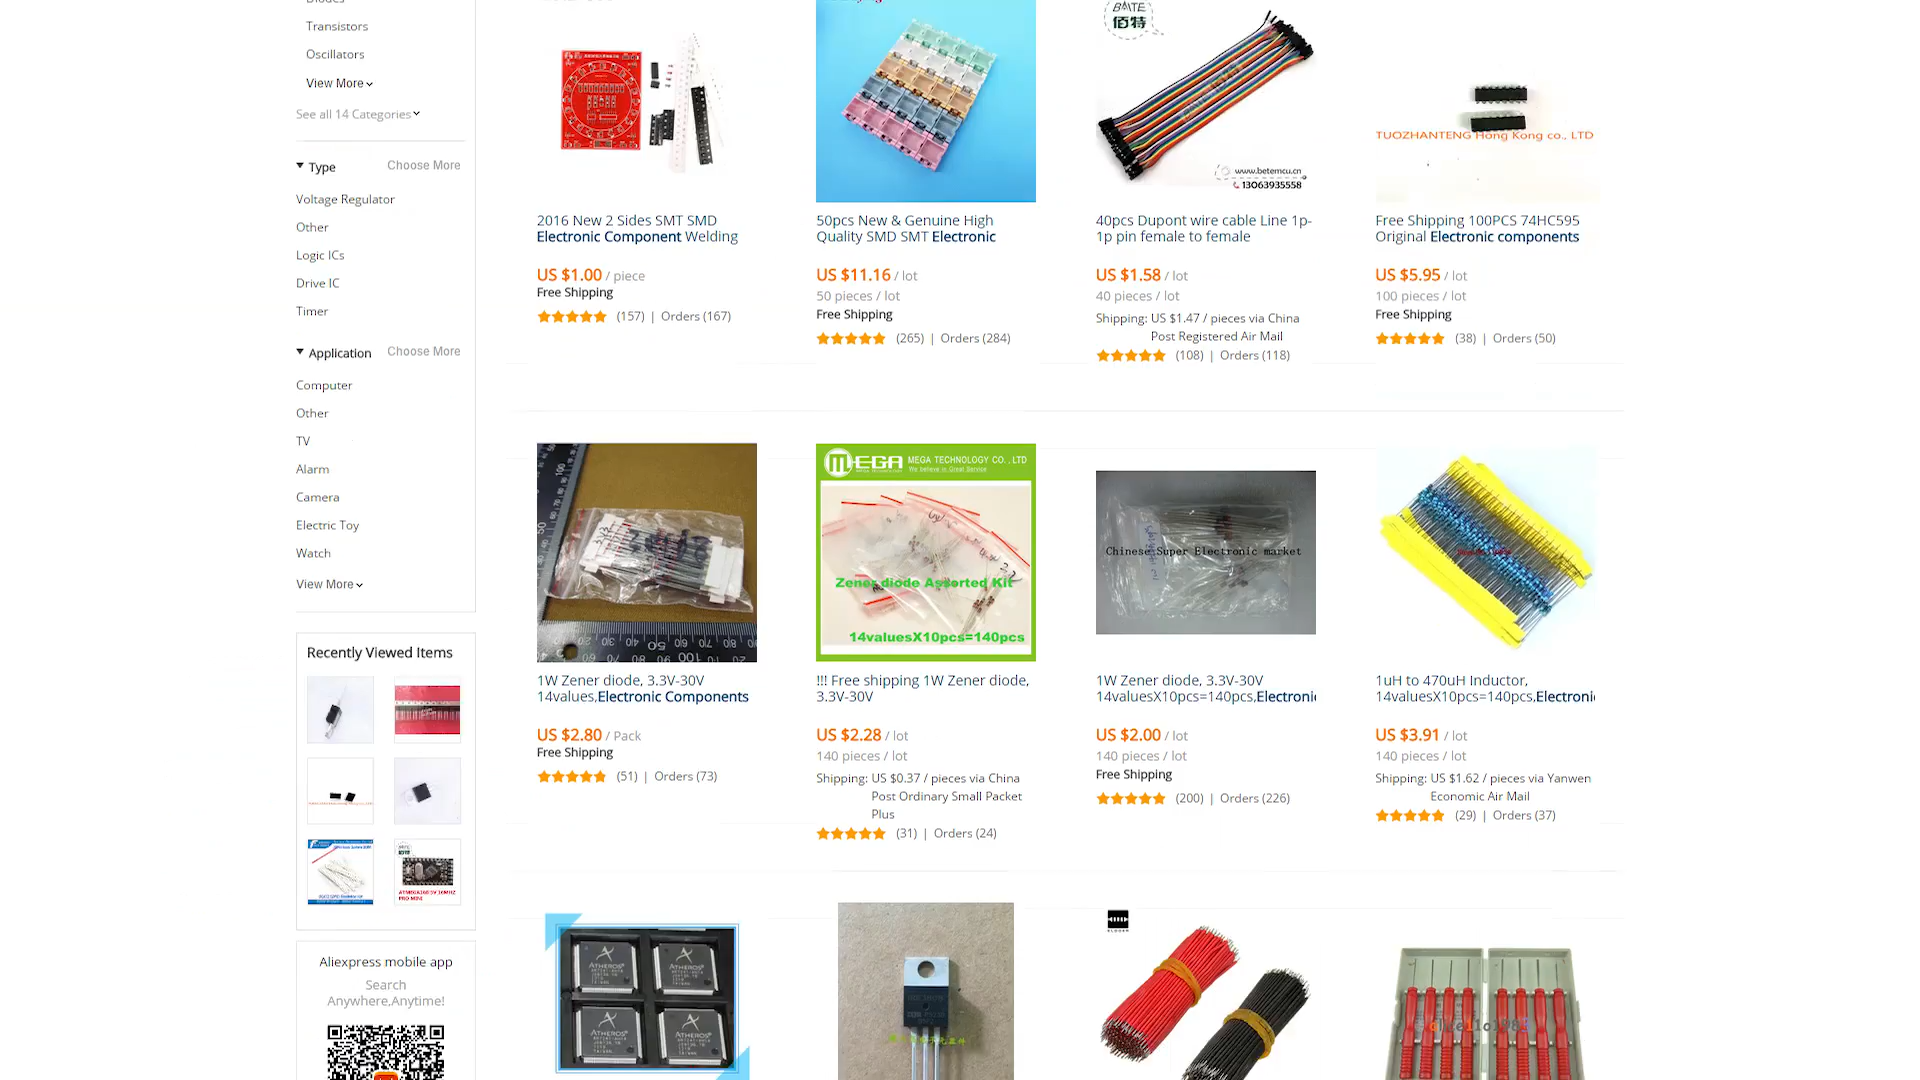 Transistors
Oscillators
View More
See all 14 Categories
Type
Choose More
Voltage Regulator
Other
Logic ICs
Drive IC
Timer
Application
Choose More
Computer
Other
TV
Alarm
Camera
Electric Toy
Watch
View More
Recently Viewed Items
Aliexpress mobile app
Search
Anywhere,Anytime!
2016 New 2 Sides SMT SMD
Electronic Component Welding
US $1.00 / piece
Free Shipping
(157) | Orders (167)
50pcs New & Genuine High
Quality SMD SMT Electronic
US $11.16 / lot
50 pieces / lot
Free Shipping
(265) | Orders (284)
BAITE
佰特
www.betemcu.cn
13063935558
40pcs Dupont wire cable Line 1p-
1p pin female to female
US $1.58 / lot
40 pieces / lot
Shipping: US $1.47 / pieces via China
Post Registered Air Mail
(108) | Orders (118)
TUOZHANTENG Hong Kong co., LTD
Free Shipping 100PCS 74HC595
Original Electronic components
US $5.95 / lot
100 pieces / lot
Free Shipping
(38) | Orders (50)
1W Zener diode, 3.3V-30V
14values,Electronic Components
US $2.80 / Pack
Free Shipping
(51) | Orders (73)
MEGA MEGA TECHNOLOGY CO., LTD
We believe in Great Service
Zener diode Assorted Kit
14valuesX10pcs=140pcs
!!! Free shipping 1W Zener diode,
3.3V-30V
US $2.28 / lot
140 pieces / lot
Shipping: US $0.37 / pieces via China
Post Ordinary Small Packet
Plus
(31) | Orders (24)
Chinese Super Electronic market
1W Zener diode, 3.3V-30V
14valuesX10pcs=140pcs,Electronic
US $2.00 / lot
140 pieces / lot
Free Shipping
(200) | Orders (226)
1uH to 470uH Inductor,
14valuesX10pcs=140pcs,Electronic
US $3.91 / lot
140 pieces / lot
Shipping: US $1.62 / pieces via Yanwen
Economic Air Mail
(29) | Orders (37)
ATHEROS
ATHEROS
ATHEROS
ATHEROS